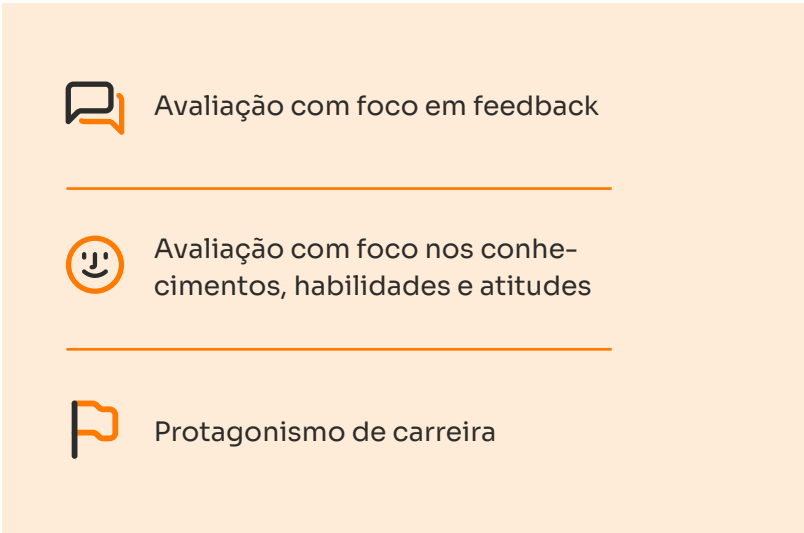 Avaliação com foco em feedback
Avaliação com foco nos conhe-
cimentos, habilidades e atitudes
Protagonismo de carreira